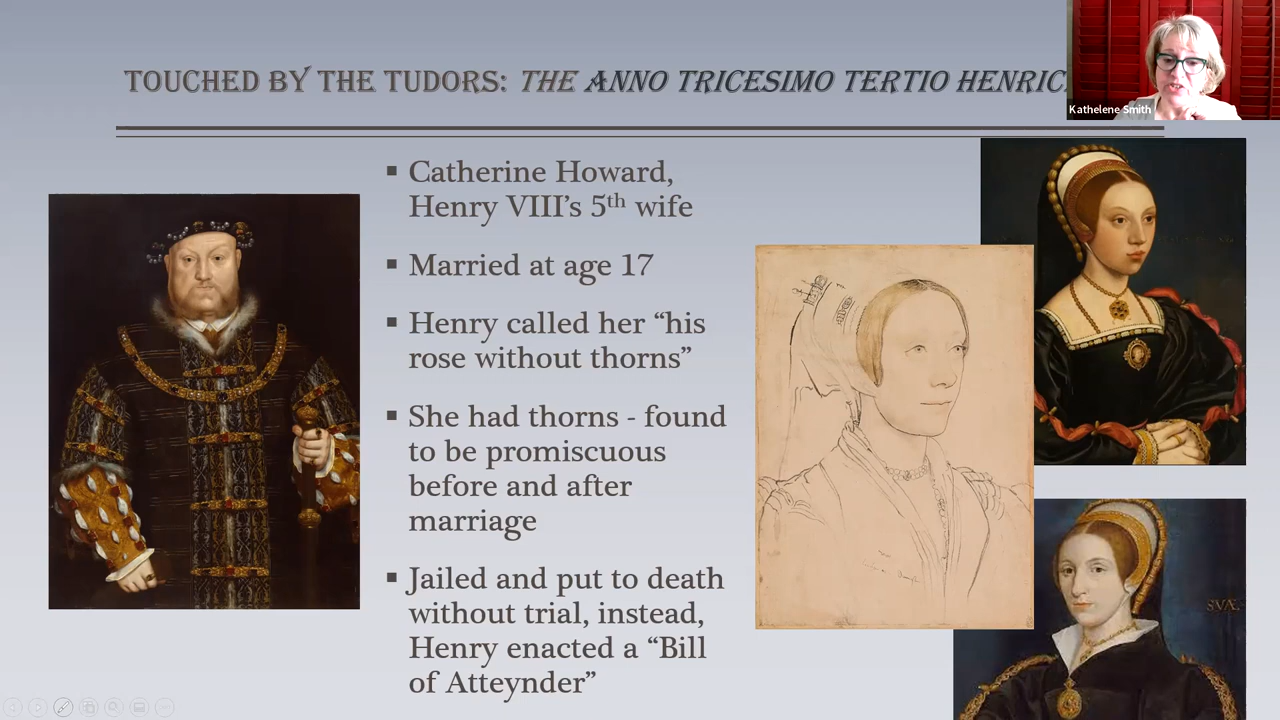 TOUCHED BY THE TUDORS: THE ANNO TRICESIMO TERTIO HENRIC
Kathelene Smith
▪ Catherine Howard,
Henry VIII’s 5th wife
▪ Married at age 17
▪ Henry called her “his
rose without thorns”
▪ She had thorns - found
to be promiscuous
before and after
marriage
▪ Jailed and put to death
without trial, instead,
Henry enacted a “Bill
of Atteynder”
SVÆ